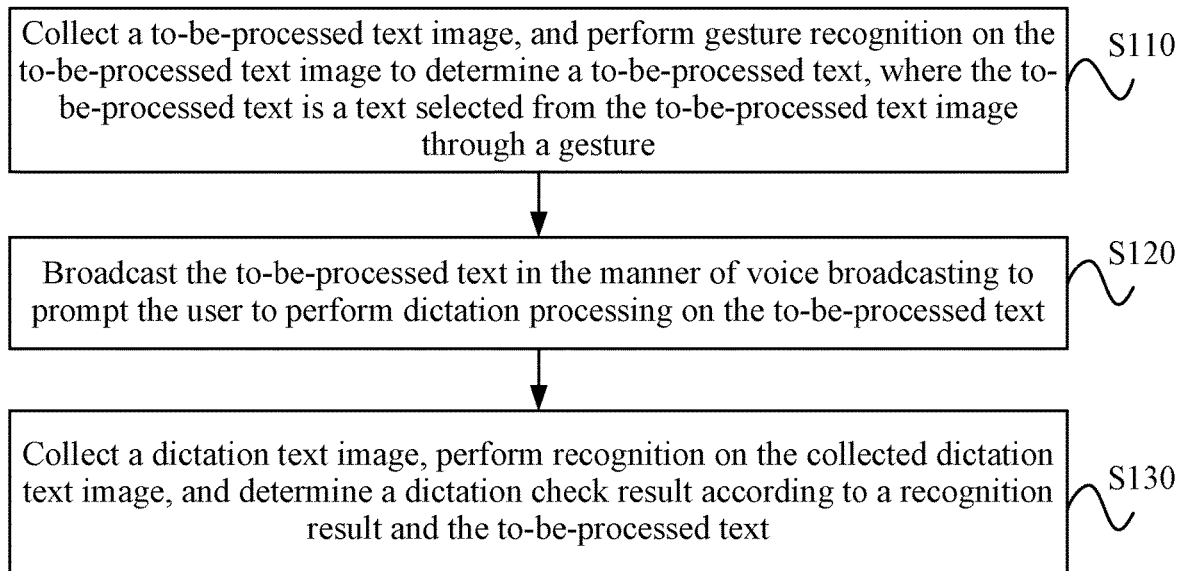 Collect a to-be-processed text image, and perform gesture recognition on the
to-be-processed text image to determine a to-be-processed text, where the to-
be-processed text is a text selected from the to-be-processed text image
through a gesture
S110
Broadcast the to-be-processed text in the manner of voice broadcasting to
prompt the user to perform dictation processing on the to-be-processed text
S120
Collect a dictation text image, perform recognition on the collected dictation
text image, and determine a dictation check result according to a recognition
result and the to-be-processed text
S130